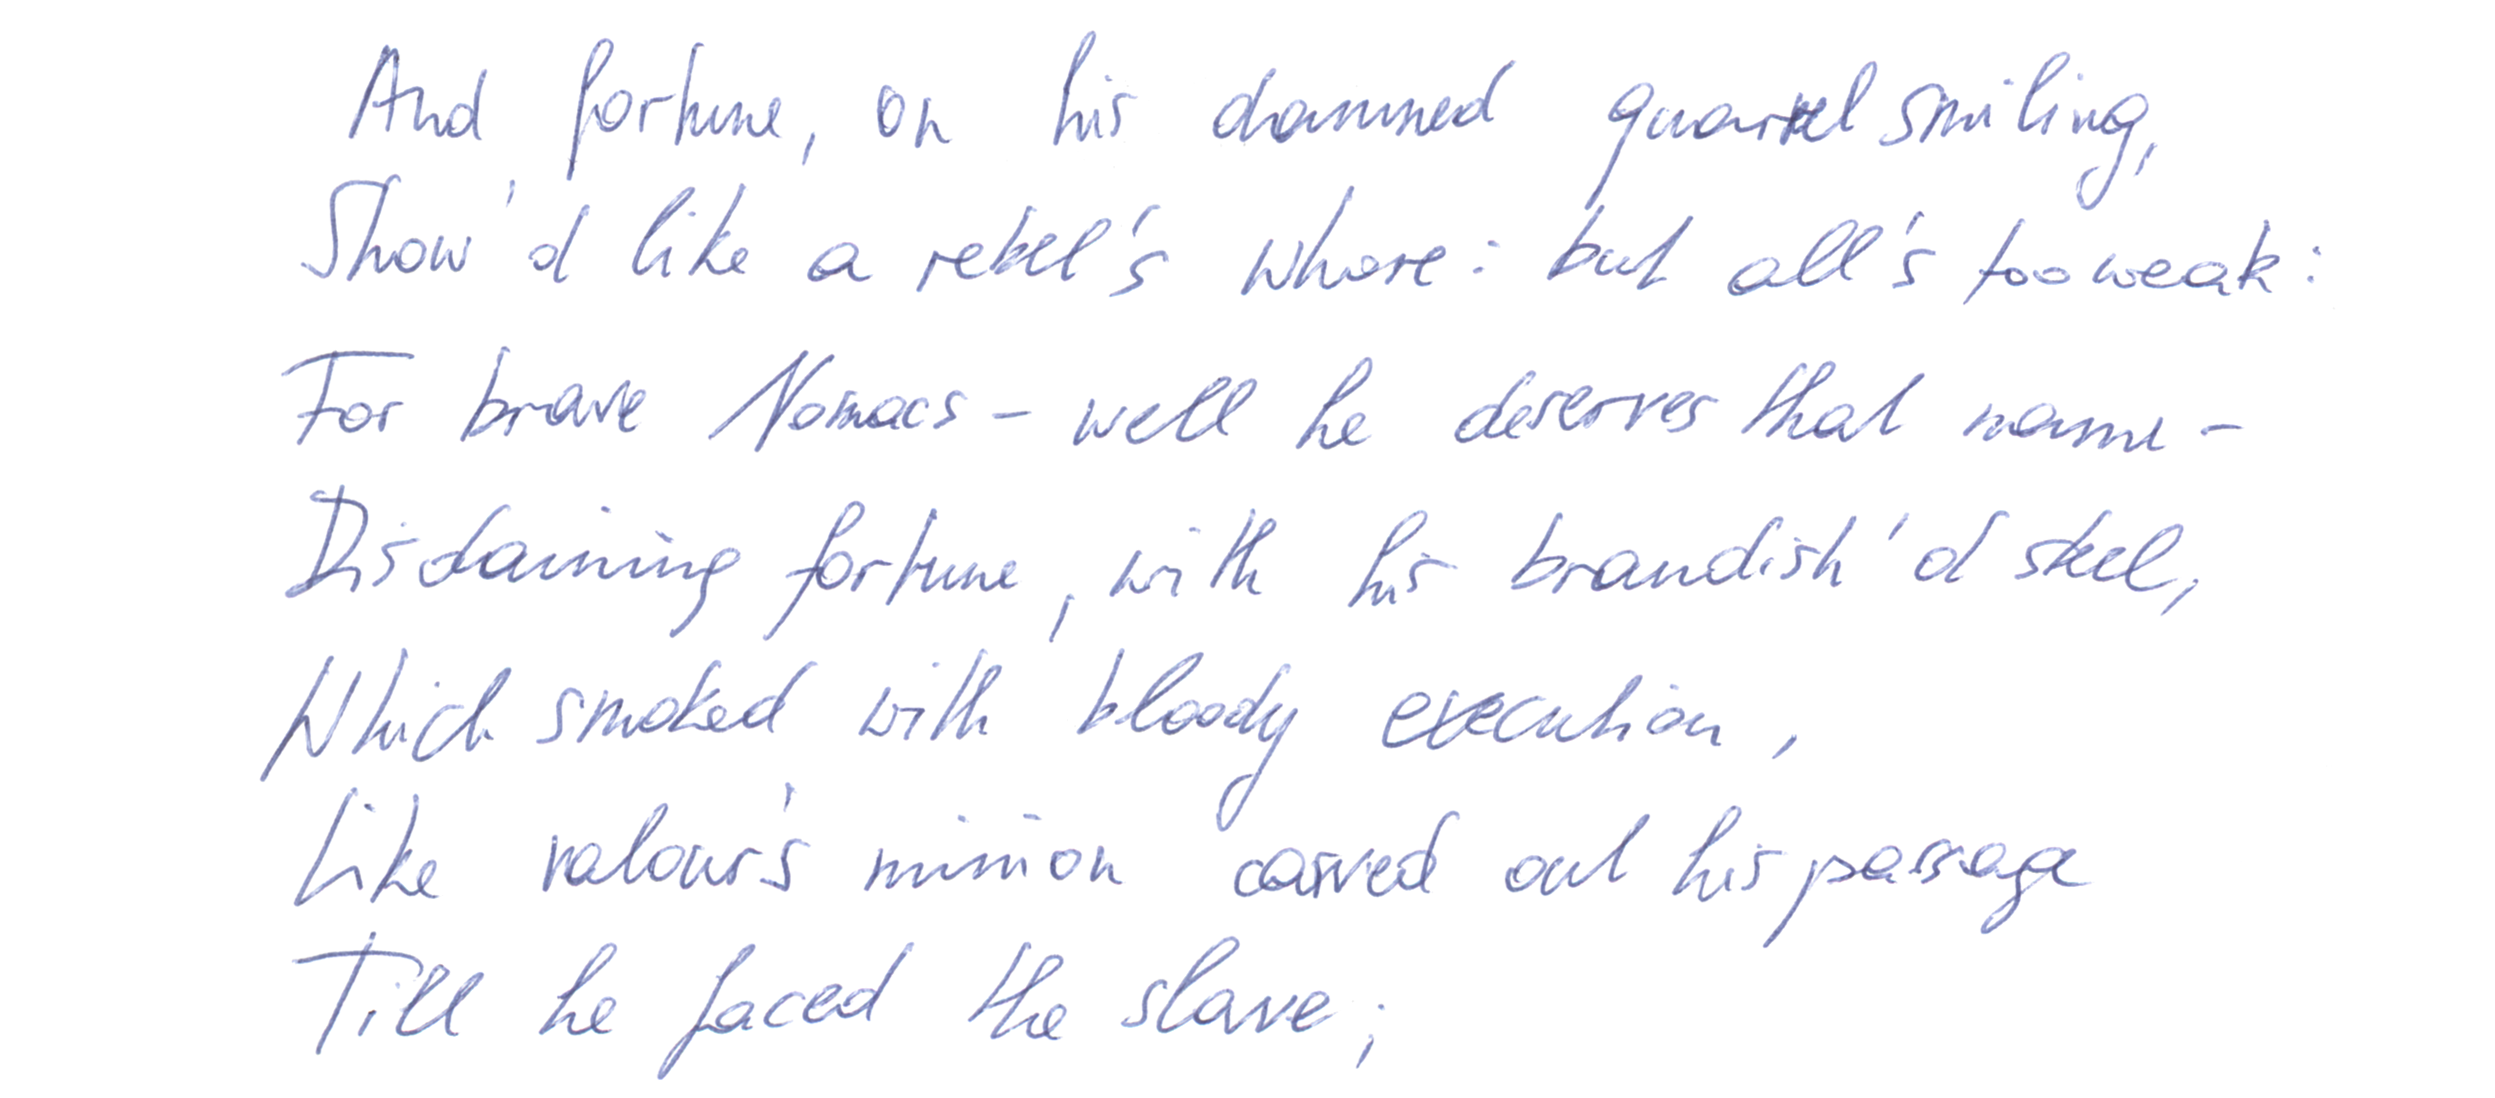 And fortune, on his damned quarrel smiling,
Show'd like a rebel's whore: but all's too weak:
For brave Nomacs - well he deserves that name -
Disdaining fortune, with his brandish'd steel,
Which smoked with bloody execution,
Like valour's minion carved out his passage
Till he faced the slave;